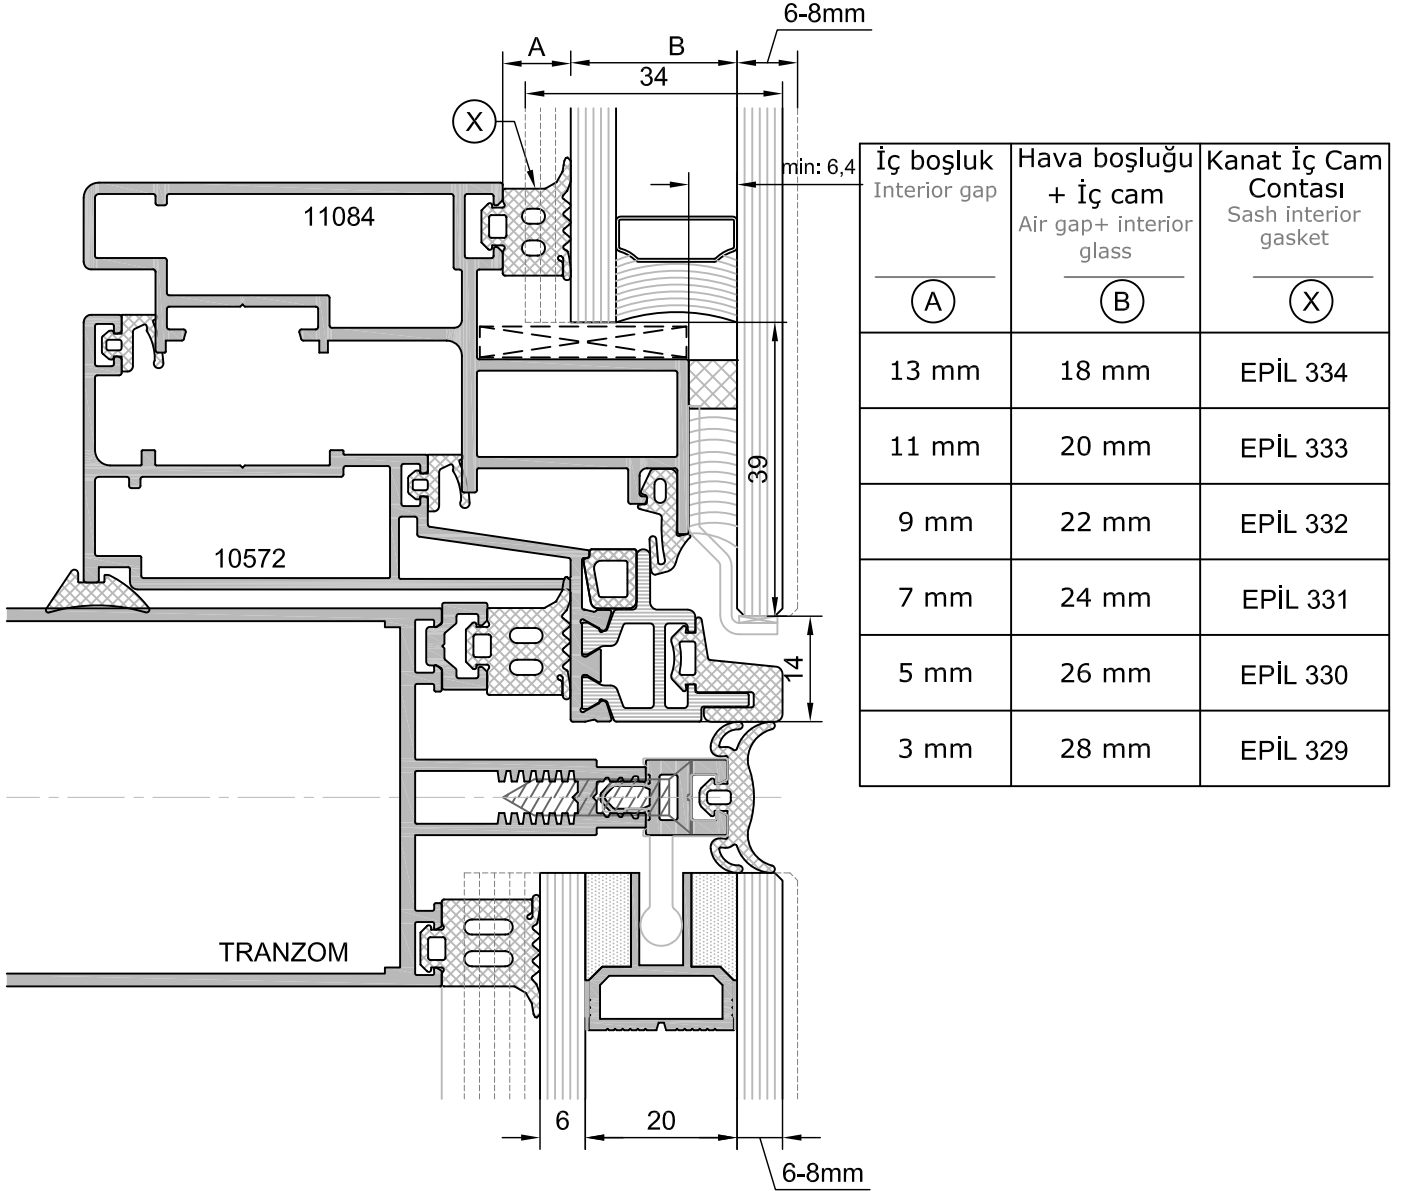 6-8mm
A
B
34
X
min: 6,4
11084
39
10572
14
TRANZOM
6
20
6-8mm
İç boşluk
Interior gap
A
Hava boşluğu
+ İç cam
Air gap+ interior
glass
B
Kanat İç Cam
Contası
Sash interior
gasket
X
13 mm 18 mm EPİL 334
11 mm 20 mm EPİL 333
9 mm 22 mm EPİL 332
7 mm 24 mm EPİL 331
5 mm 26 mm EPİL 330
3 mm 28 mm EPİL 329